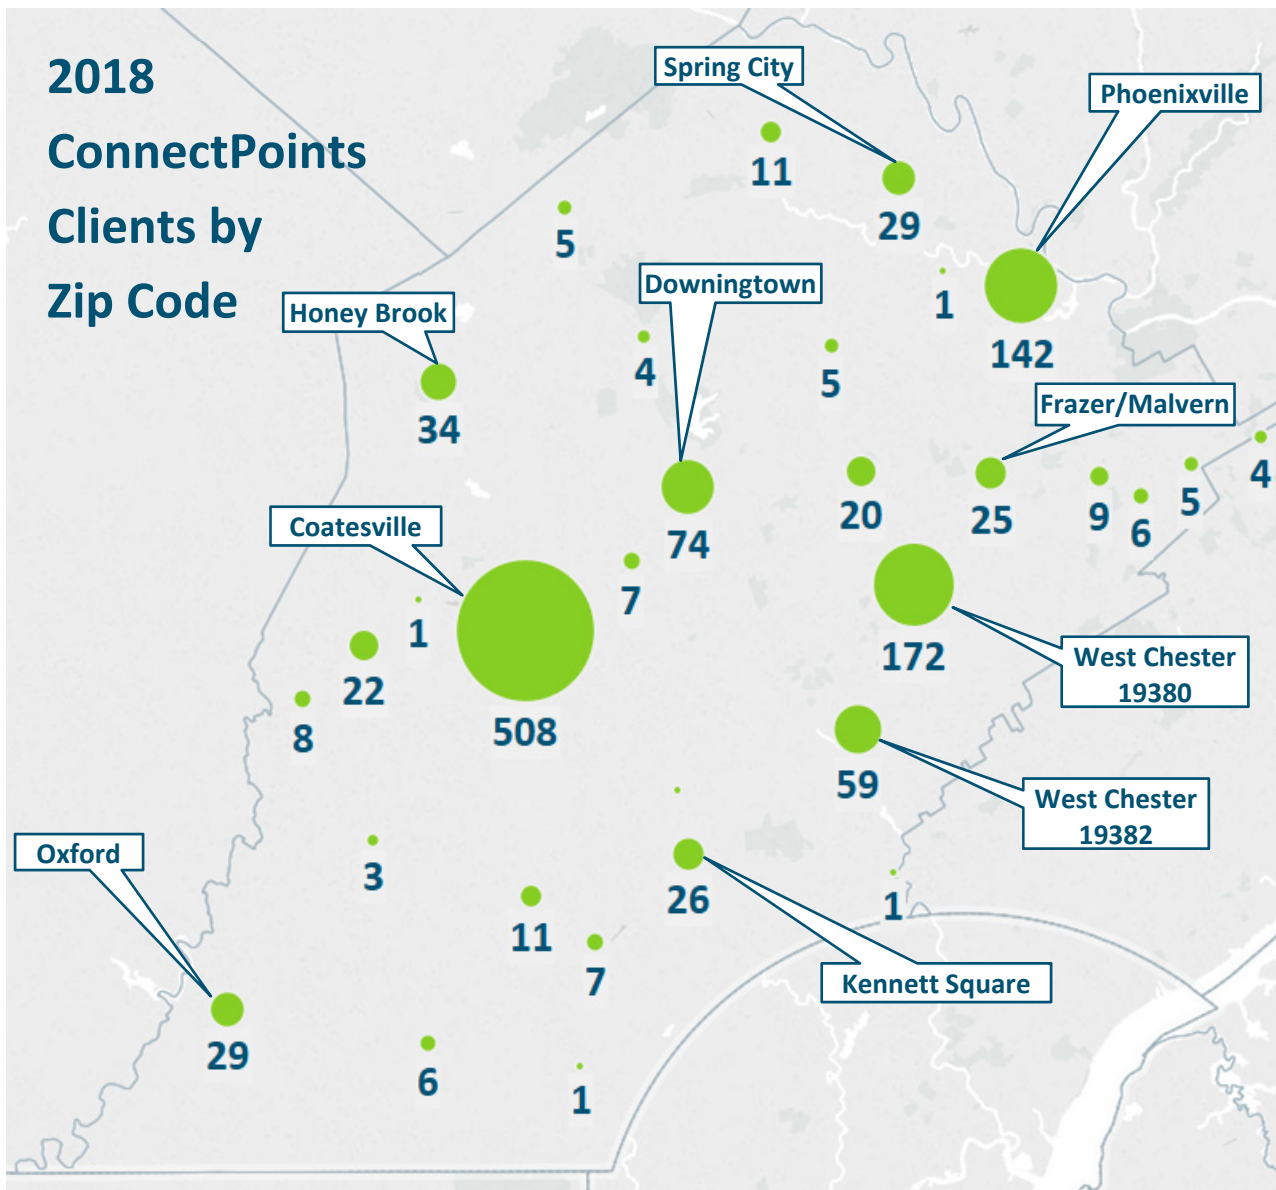 2018
ConnectPoints
Clients by
Zip Code
Spring City
Phoenixville
11
29
5
Downingtown
1
Honey Brook
142
4
5
Frazer/Malvern
34
4
20
25
9
6
5
Coatesville
74
7
1
172
West Chester
19380
22
8
508
59
West Chester
19382
Oxford
3
26
1
11
7
Kennett Square
29
6
1